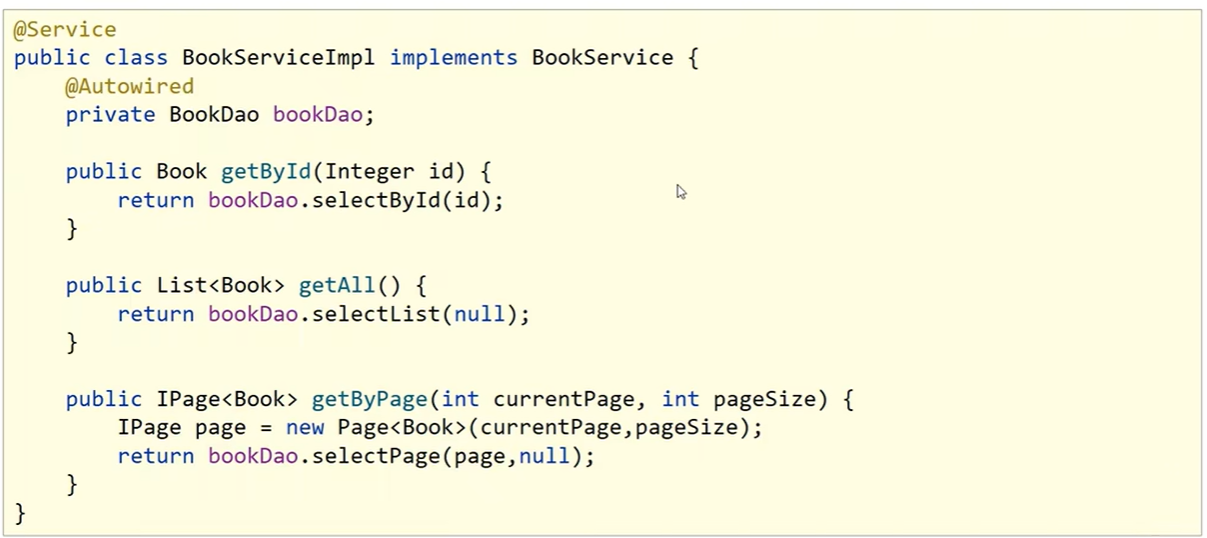 @Service
public class BookServiceImpl implements BookService {
    @Autowired
    private BookDao bookDao;

    public Book getById(Integer id) {
        return bookDao.selectById(id);
    }

    public List<Book> getAll() {
        return bookDao.selectList(null);
    }

    public IPage<Book> getByPage(int currentPage, int pageSize) {
        IPage page = new Page<Book>(currentPage,pageSize);
        return bookDao.selectPage(page,null);
    }
}